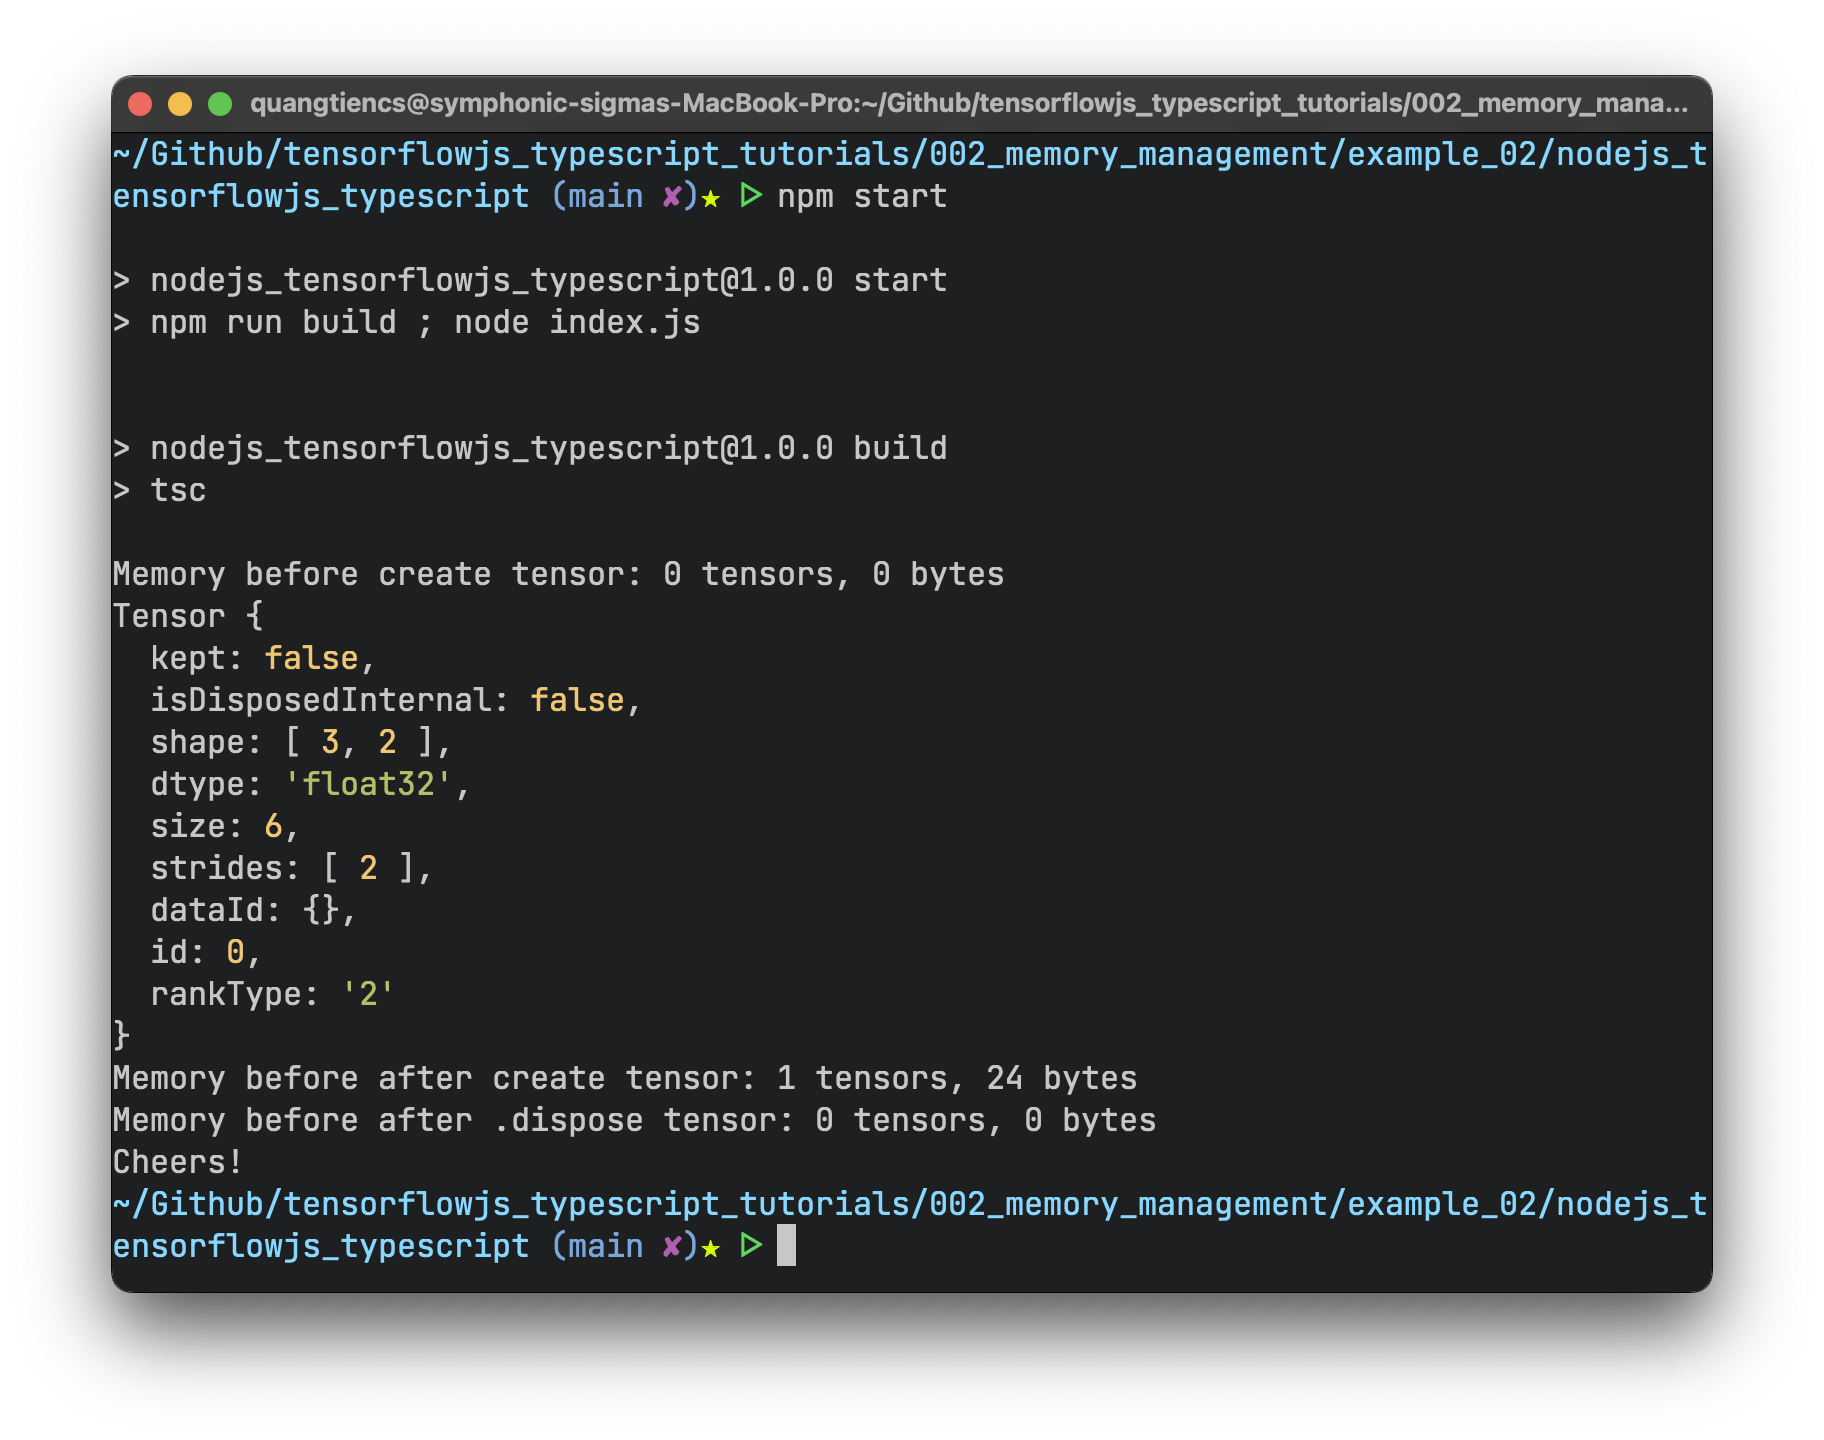 quangtiencs@symphonic-sigmas-MacBook-Pro:~/Github/tensorflowjs_typescript_tutorials/002_memory_mana...
~/Github/tensorflowjs_typescript_tutorials/002_memory_management/example_02/nodejs_t
ensorflowjs_typescript (main ✘)★ ▷ npm start
> nodejs_tensorflowjs_typescript@1.0.0 start
> npm run build ; node index.js
> nodejs_tensorflowjs_typescript@1.0.0 build
> tsc
Memory before create tensor: 0 tensors, 0 bytes
Tensor {
  kept: false,
  isDisposedInternal: false,
  shape: [ 3, 2 ],
  dtype: 'float32',
  size: 6,
  strides: [ 2 ],
  dataId: {},
  id: 0,
  rankType: '2'
}
Memory before after create tensor: 1 tensors, 24 bytes
Memory before after .dispose tensor: 0 tensors, 0 bytes
Cheers!
~/Github/tensorflowjs_typescript_tutorials/002_memory_management/example_02/nodejs_t
ensorflowjs_typescript (main ✘)★ ▷